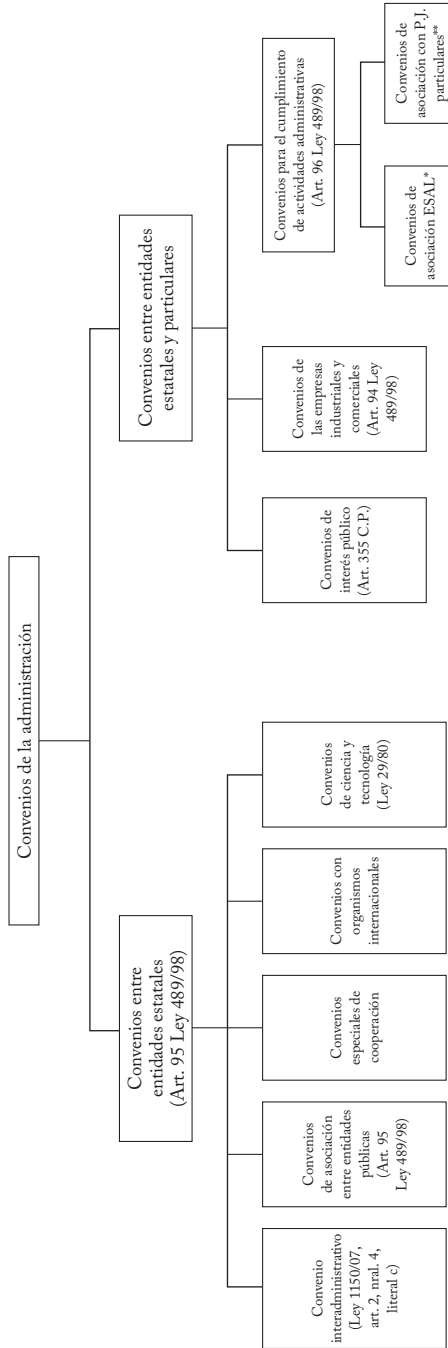 Convenios de la administración
Convenios entre
entidades estatales
(Art. 95 Ley 489/98)
Convenios entre entidades
estatales y particulares
Convenio
interadministrativo
(Ley 1150/07,
art. 2, nral. 4,
literal c)
Convenios
de asociación
entre entidades
públicas
(Art. 95
Ley 489/98)
Convenios
especiales de
cooperación
Convenios con
organismos
internacionales
Convenios
de ciencia y
tecnología
(Ley 29/80)
Convenios de
interés público
(Art. 355 C.P.)
Convenios de
las empresas
industriales y
comerciales
(Art. 94 Ley
489/98)
Convenios para el cumplimiento
de actividades administrativas
(Art. 96 Ley 489/98)
Convenios de
asociación ESAL*
Convenios de
asociación con P.J.
particulares**